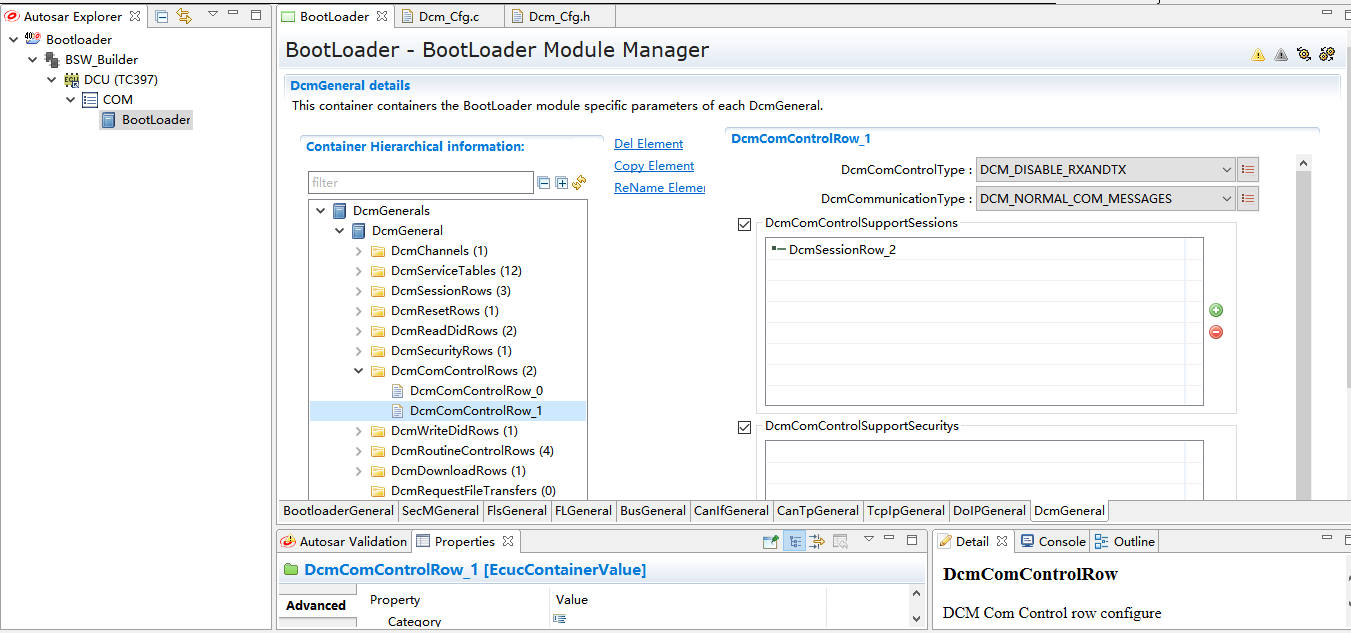 Autosar Explorer
Bootloader
BSW_Builder
DCU (TC397)
COM
BootLoader
BootLoader
Dcm_Cfg.c
Dcm_Cfg.h
BootLoader - BootLoader Module Manager
DcmGeneral details
This container containers the BootLoader module specific parameters of each DcmGeneral.
Container Hierarchical information:
filter
DcmGenerals
DcmGeneral
DcmChannels (1)
DcmServiceTables (12)
DcmSessionRows (3)
DcmResetRows (1)
DcmReadDidRows (2)
DcmSecurityRows (1)
DcmComControlRows (2)
DcmComControlRow_0
DcmComControlRow_1
DcmWriteDidRows (1)
DcmRoutineControlRows (4)
DcmDownloadRows (1)
DcmRequestFileTransfers (0)
Del Element
Copy Element
ReName Elemer
DcmComControlRow_1
DcmComControlType : DCM_DISABLE_RXANDTX
DcmCommunicationType : DCM_NORMAL_COM_MESSAGES
DcmComControlSupportSessions
DcmSessionRow_2
DcmComControlSupportSecuritys
BootloaderGeneral SecMGeneral FlsGeneral FLGeneral BusGeneral CanIfGeneral CanTpGeneral TcpIpGeneral DoIPGeneral DcmGeneral
Autosar Validation
Properties
DcmComControlRow_1 [EcucContainerValue]
Advanced
Property Value
Category
Detail
Console
Outline
DcmComControlRow
DCM Com Control row configure